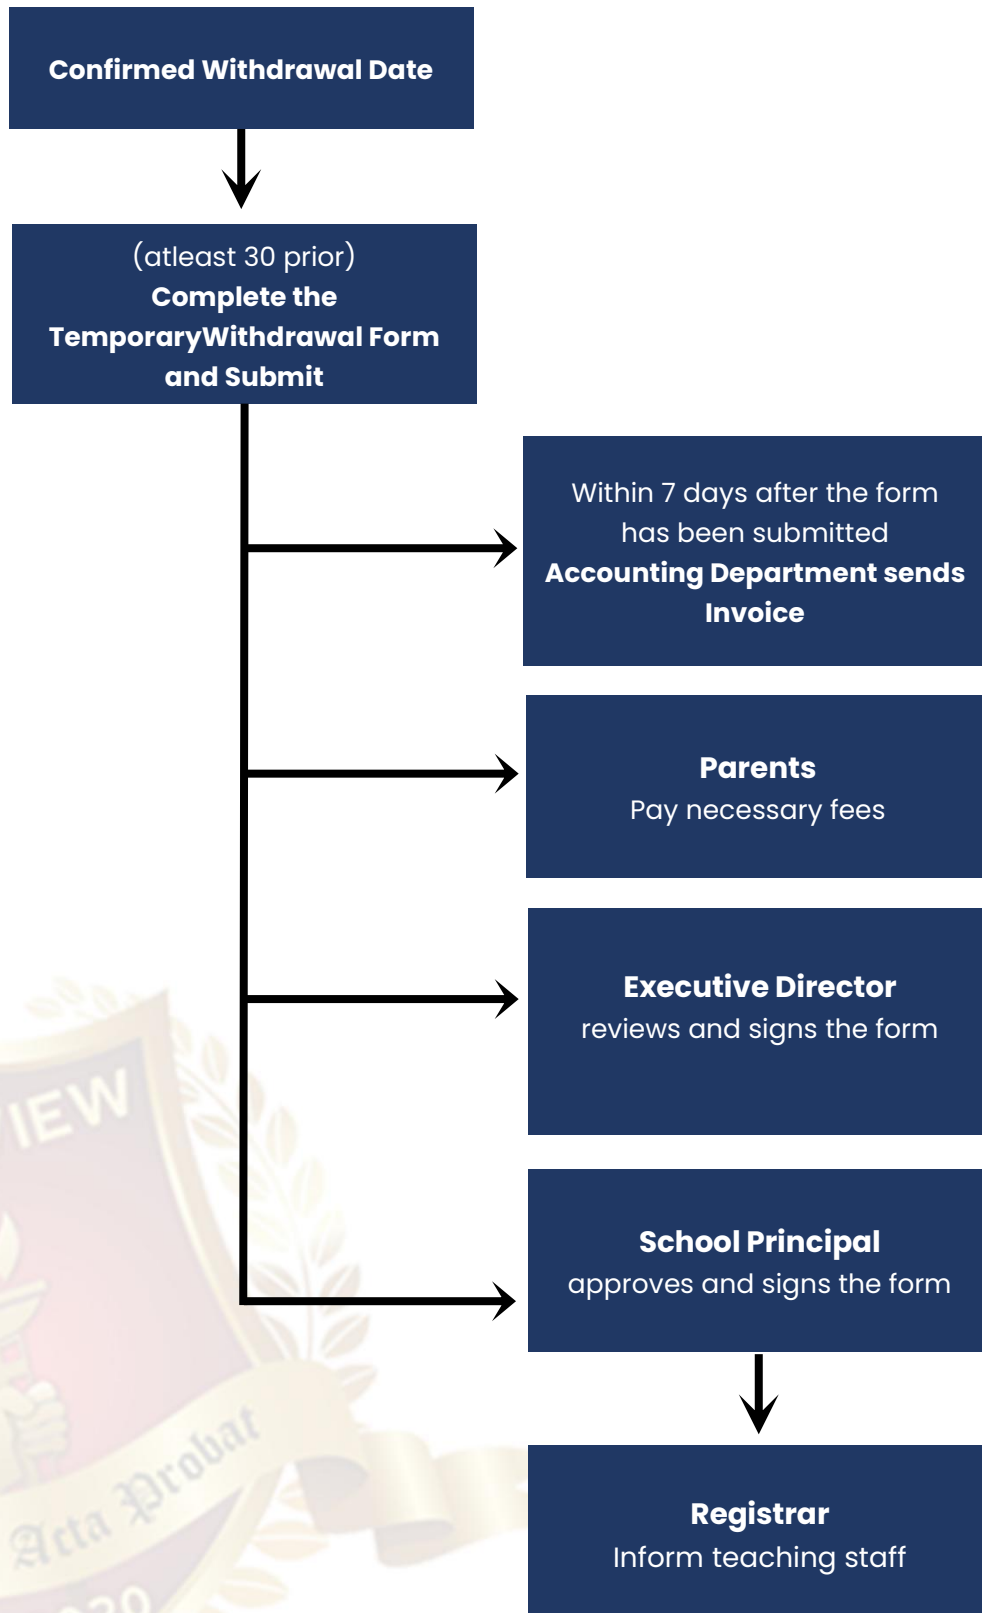 Confirmed Withdrawal Date
(atleast 30 prior)
Complete the
TemporaryWithdrawal Form
and Submit
Within 7 days after the form
has been submitted
Accounting Department sends
Invoice
Parents
Pay necessary fees
Executive Director
reviews and signs the form
School Principal
approves and signs the form
Registrar
Inform teaching staff
IEW
Acta Probat